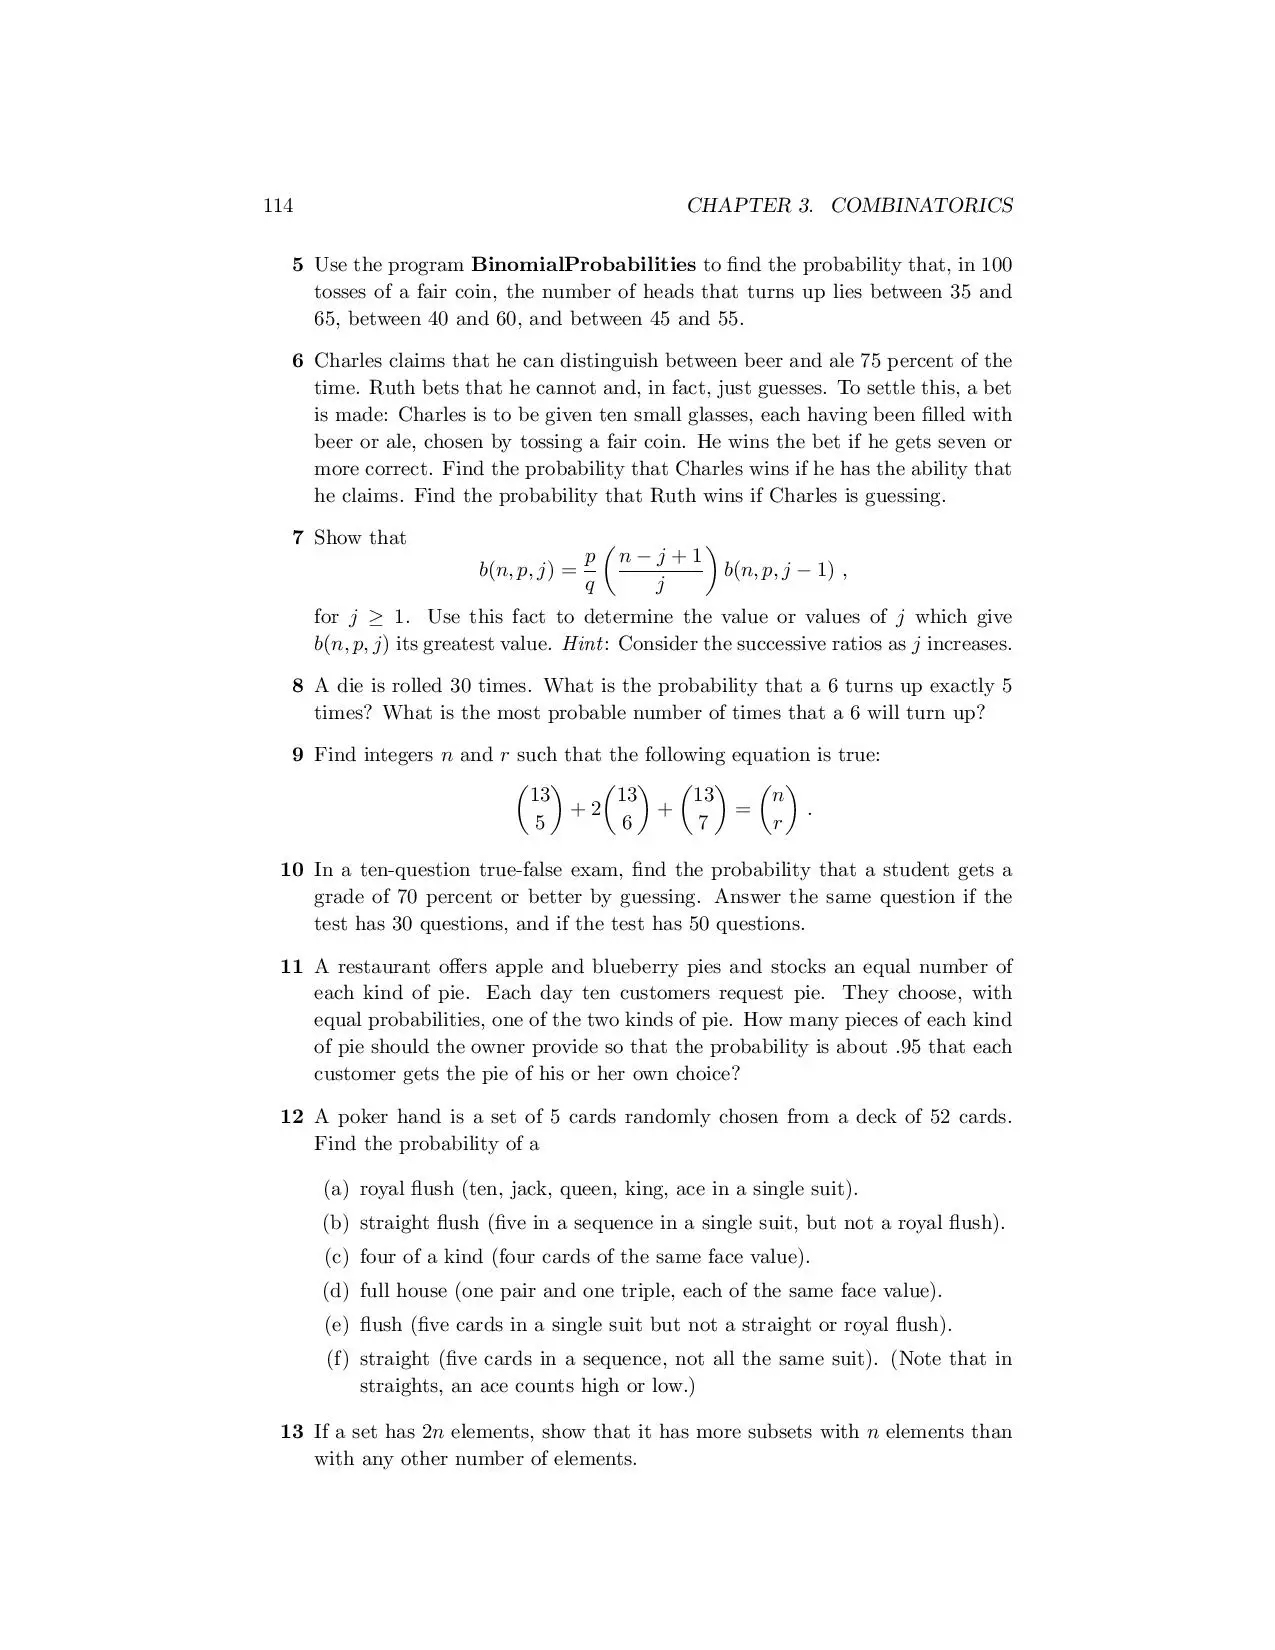 114 CHAPTER 3. COMBINATORICS
5 Use the program BinomialProbabilities to find the probability that, in 100
tosses of a fair coin, the number of heads that turns up lies between 35 and
65, between 40 and 60, and between 45 and 55.
6 Charles claims that he can distinguish between beer and ale 75 percent of the
time. Ruth bets that he cannot and, in fact, just guesses. To settle this, a bet
is made: Charles is to be given ten small glasses, each having been filled with
beer or ale, chosen by tossing a fair coin. He wins the bet if he gets seven or
more correct. Find the probability that Charles wins if he has the ability that
he claims. Find the probability that Ruth wins if Charles is guessing.
7 Show that
b(n, p, j) = \frac{p}{q} \left( \frac{n - j + 1}{j} \right) b(n, p, j - 1) ,
for j ≥ 1. Use this fact to determine the value or values of j which give
b(n, p, j) its greatest value. Hint: Consider the successive ratios as j increases.
8 A die is rolled 30 times. What is the probability that a 6 turns up exactly 5
times? What is the most probable number of times that a 6 will turn up?
9 Find integers n and r such that the following equation is true:
\binom{13}{5} + 2\binom{13}{6} + \binom{13}{7} = \binom{n}{r} .
10 In a ten-question true-false exam, find the probability that a student gets a
grade of 70 percent or better by guessing. Answer the same question if the
test has 30 questions, and if the test has 50 questions.
11 A restaurant offers apple and blueberry pies and stocks an equal number of
each kind of pie. Each day ten customers request pie. They choose, with
equal probabilities, one of the two kinds of pie. How many pieces of each kind
of pie should the owner provide so that the probability is about .95 that each
customer gets the pie of his or her own choice?
12 A poker hand is a set of 5 cards randomly chosen from a deck of 52 cards.
Find the probability of a
(a) royal flush (ten, jack, queen, king, ace in a single suit).
(b) straight flush (five in a sequence in a single suit, but not a royal flush).
(c) four of a kind (four cards of the same face value).
(d) full house (one pair and one triple, each of the same face value).
(e) flush (five cards in a single suit but not a straight or royal flush).
(f) straight (five cards in a sequence, not all the same suit). (Note that in
straights, an ace counts high or low.)
13 If a set has 2n elements, show that it has more subsets with n elements than
with any other number of elements.